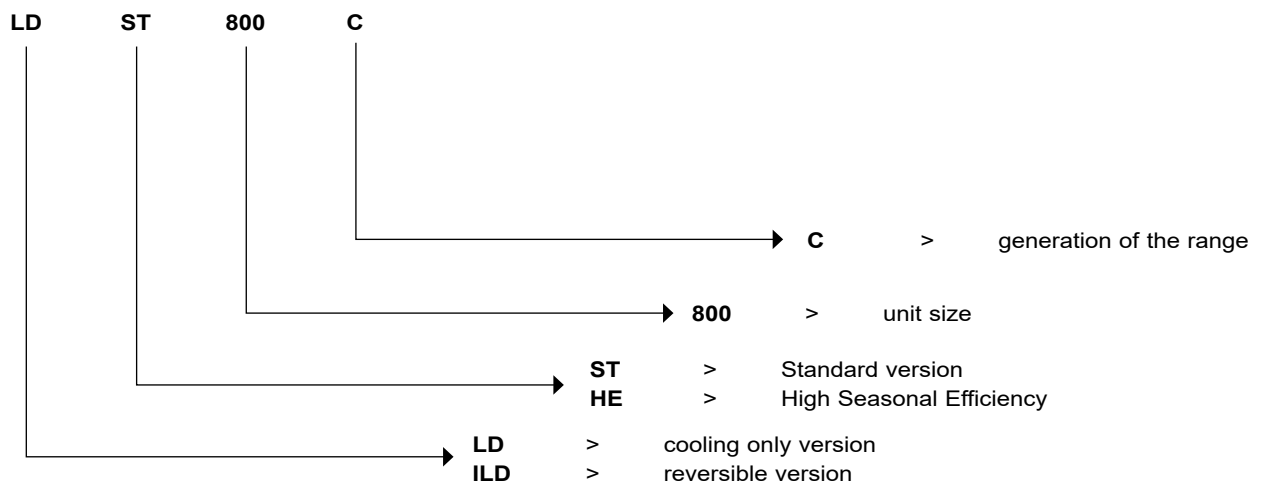 LD ST 800 C
C > generation of the range
800 > unit size
ST > Standard version
HE > High Seasonal Efficiency
LD > cooling only version
ILD > reversible version